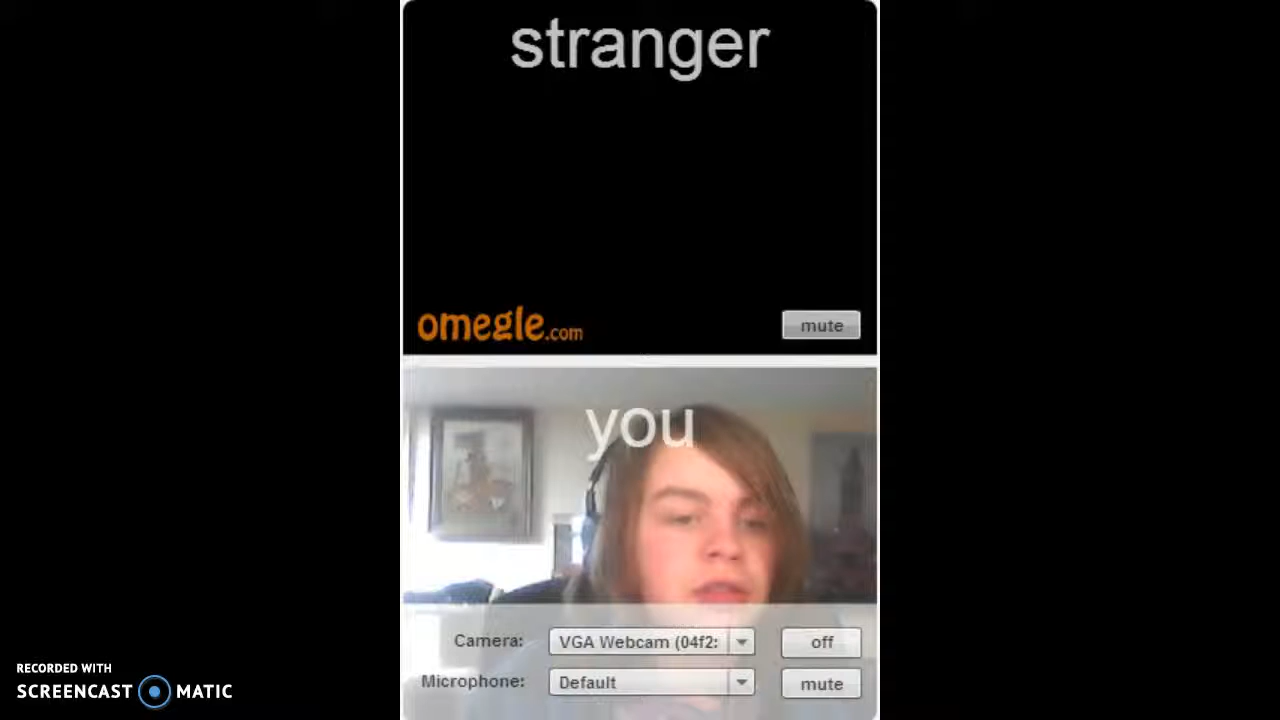 stranger
omegle.com
mute
you
Camera:
VGA Webcam (04f2:
off
Microphone:
Default
mute
RECORDED WITH
SCREENCAST MATIC